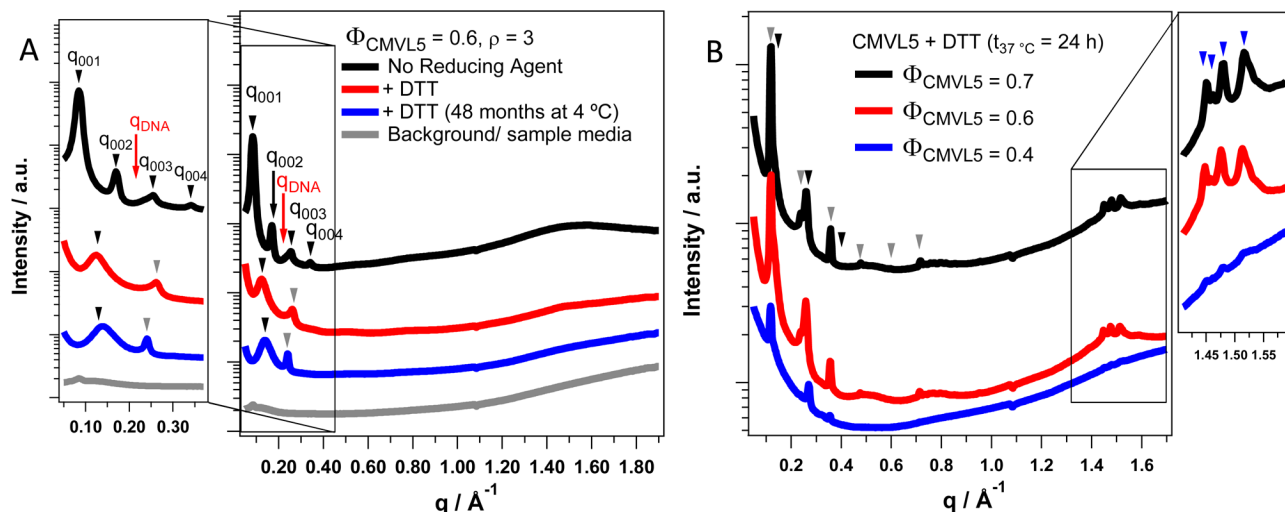 A
Intensity / a.u.
q001
q002
qDNA
q003
q004
0.10
0.20
0.30
ΦCMVL5 = 0.6, ρ = 3
No Reducing Agent
+ DTT
+ DTT (48 months at 4 ºC)
Background/ sample media
q001
q002
qDNA
q003
q004
0.20 0.40 0.60 0.80 1.00 1.20 1.40 1.60 1.80
q / Å-1
B
Intensity / a.u.
CMVL5 + DTT (t37 °C = 24 h)
ΦCMVL5 = 0.7
ΦCMVL5 = 0.6
ΦCMVL5 = 0.4
0.2 0.4 0.6 0.8 1.0 1.2 1.4 1.6
q / Å-1
1.45 1.50 1.55